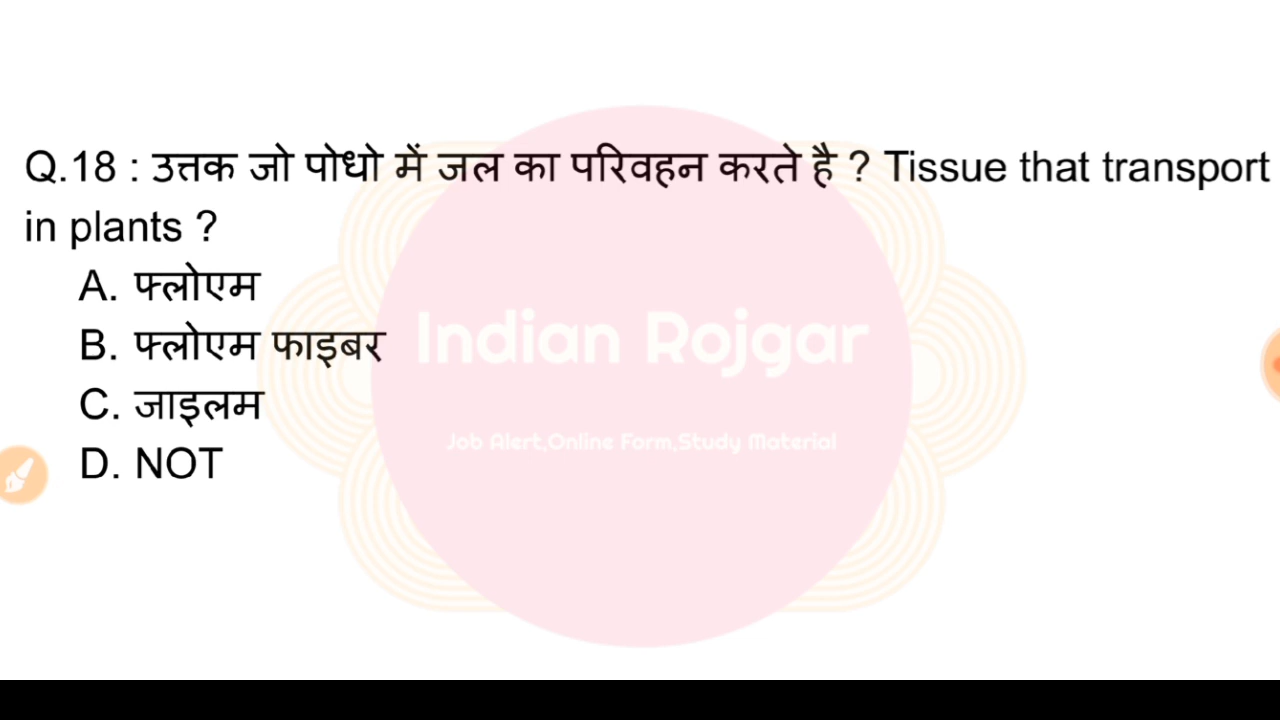 Q.18 : उत्तक जो पोधो में जल का परिवहन करते है ? Tissue that transport
in plants ?
A. फ्लोएम
B. फ्लोएम फाइबर
C. जाइलम
D. NOT
Indian Rojgar
Job Alert,Online Form,Study Material